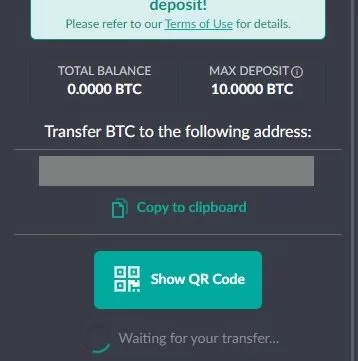 deposit!
Please refer to our Terms of Use for details.
TOTAL BALANCE
0.0000 BTC
MAX DEPOSIT
10.0000 BTC
Transfer BTC to the following address:
Copy to clipboard
Show QR Code
Waiting for your transfer...